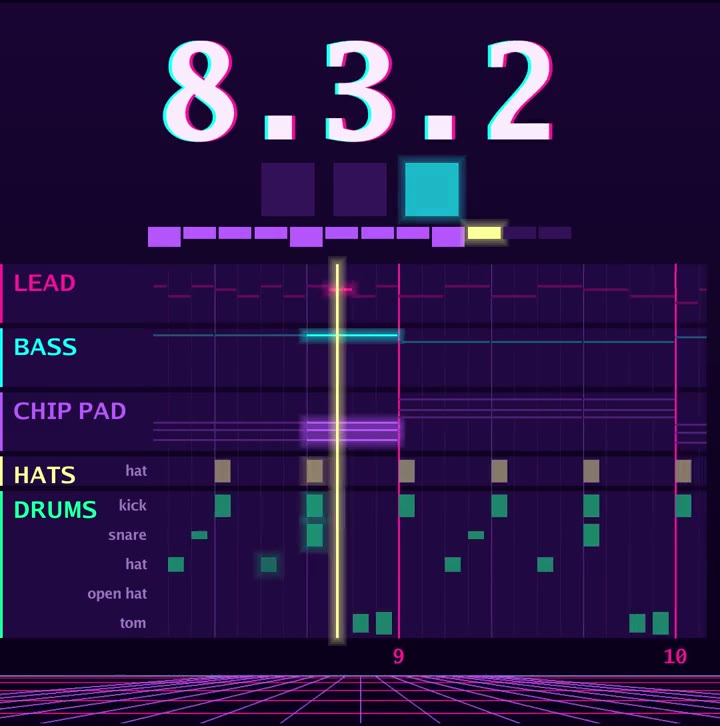 8.3.2
LEAD
BASS
CHIP PAD
HATS hat
DRUMS kick
snare
hat
open hat
tom
9 10